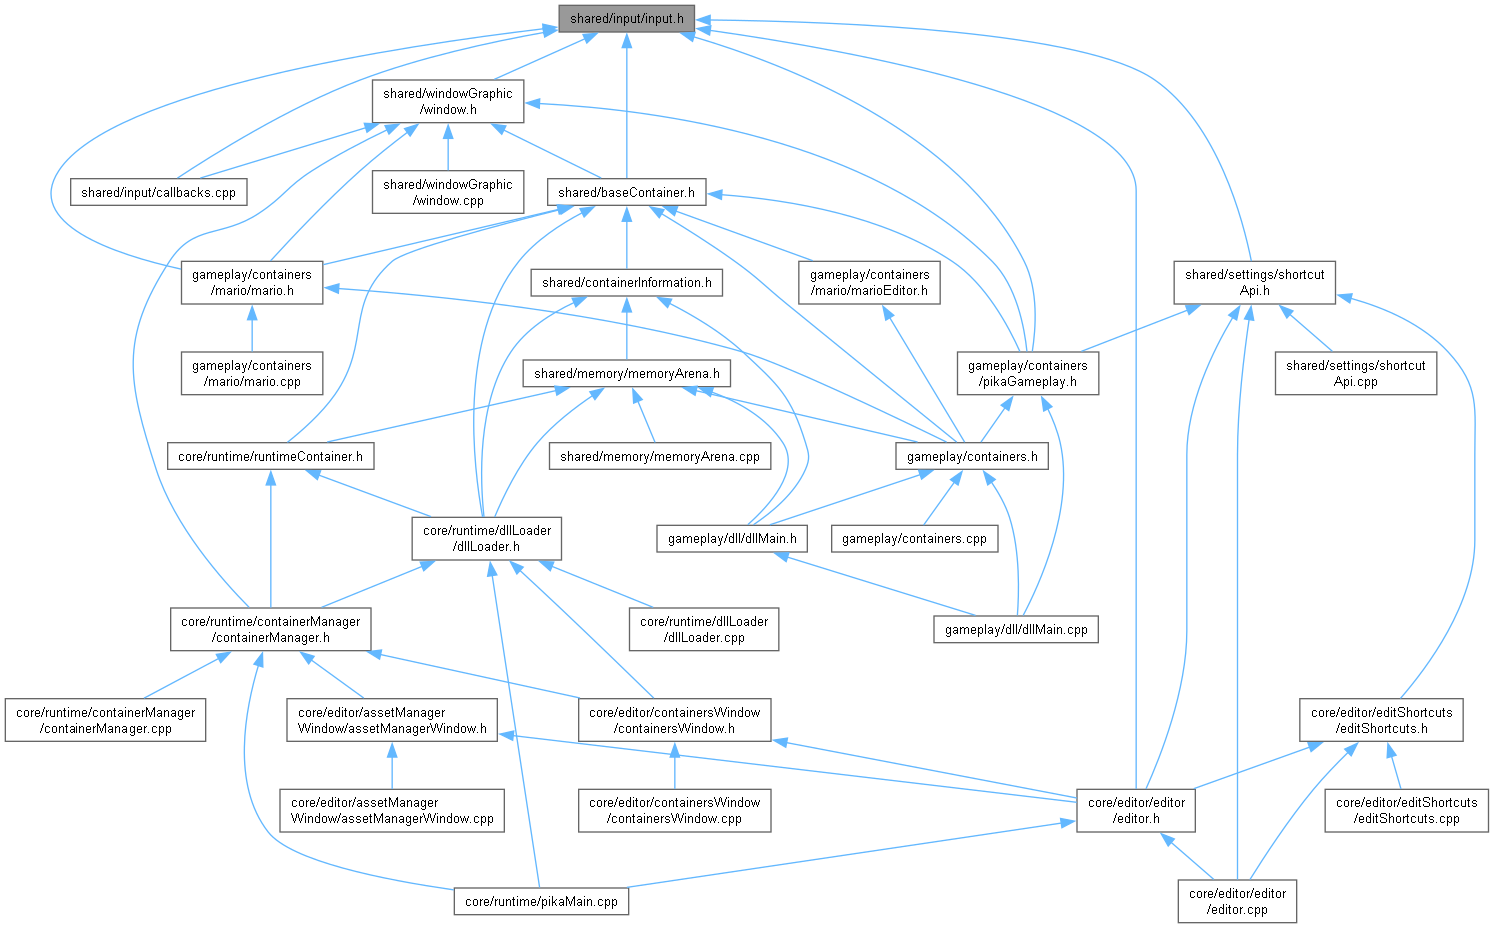 shared/input/input.h
shared/windowGraphic
/window.h
shared/input/callbacks.cpp
shared/windowGraphic
/window.cpp
shared/baseContainer.h
gameplay/containers
/mario/mario.h
shared/containerInformation.h
gameplay/containers
/mario/marioEditor.h
shared/settings/shortcut
Api.h
gameplay/containers
/mario/mario.cpp
shared/memory/memoryArena.h
gameplay/containers
/pikaGameplay.h
shared/settings/shortcut
Api.cpp
core/runtime/runtimeContainer.h
shared/memory/memoryArena.cpp
gameplay/containers.h
core/runtime/dllLoader
/dllLoader.h
gameplay/dll/dllMain.h
gameplay/containers.cpp
core/runtime/containerManager
/containerManager.h
core/runtime/dllLoader
/dllLoader.cpp
gameplay/dll/dllMain.cpp
core/runtime/containerManager
/containerManager.cpp
core/editor/assetManager
Window/assetManagerWindow.h
core/editor/containersWindow
/containersWindow.h
core/editor/editShortcuts
/editShortcuts.h
core/editor/assetManager
Window/assetManagerWindow.cpp
core/editor/containersWindow
/containersWindow.cpp
core/editor/editor
/editor.h
core/editor/editShortcuts
/editShortcuts.cpp
core/runtime/pikaMain.cpp
core/editor/editor
/editor.cpp